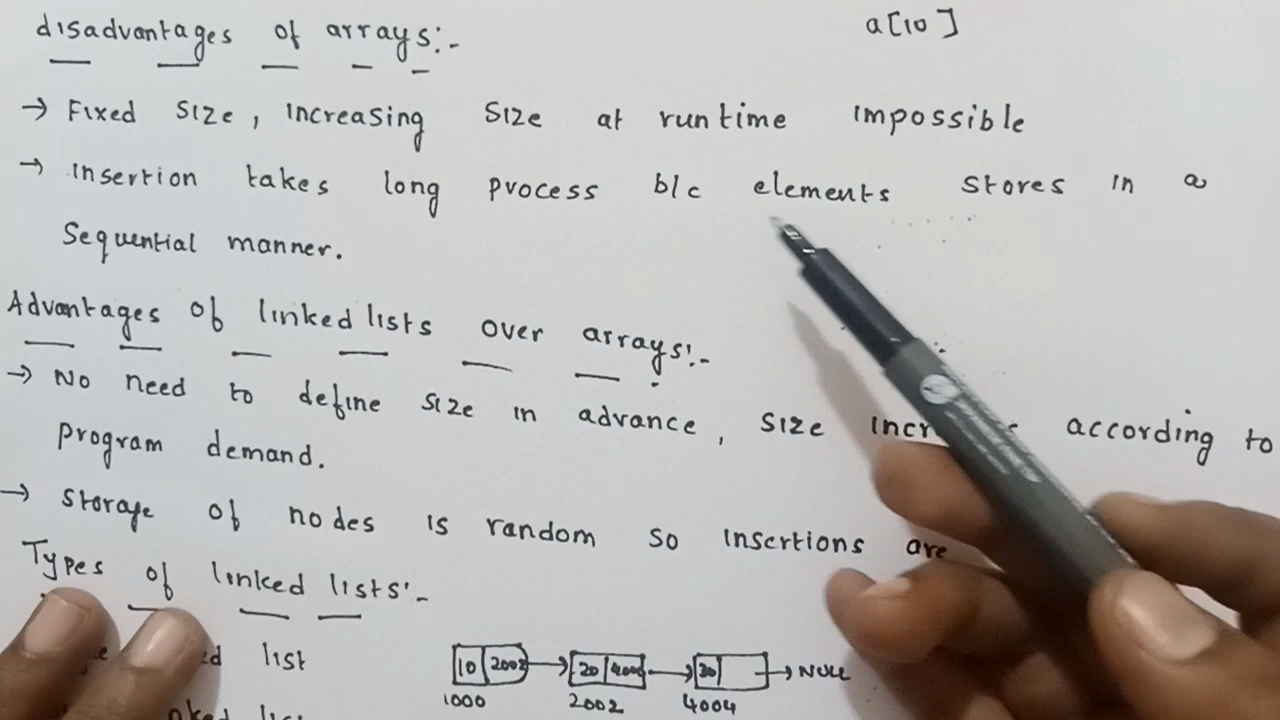 disadvantages of arrays:-
a[10]
→ Fixed size, increasing size at runtime impossible
→ insertion takes long process b/c elements stores in a
sequential manner.
Advantages of linked lists over arrays:-
→ No need to define size in advance, size according to
program demand.
→ storage of nodes is random so insertions are
Types of linked lists:-
list
10 2002 → 20 → 30 → NULL
1000 2002 4004